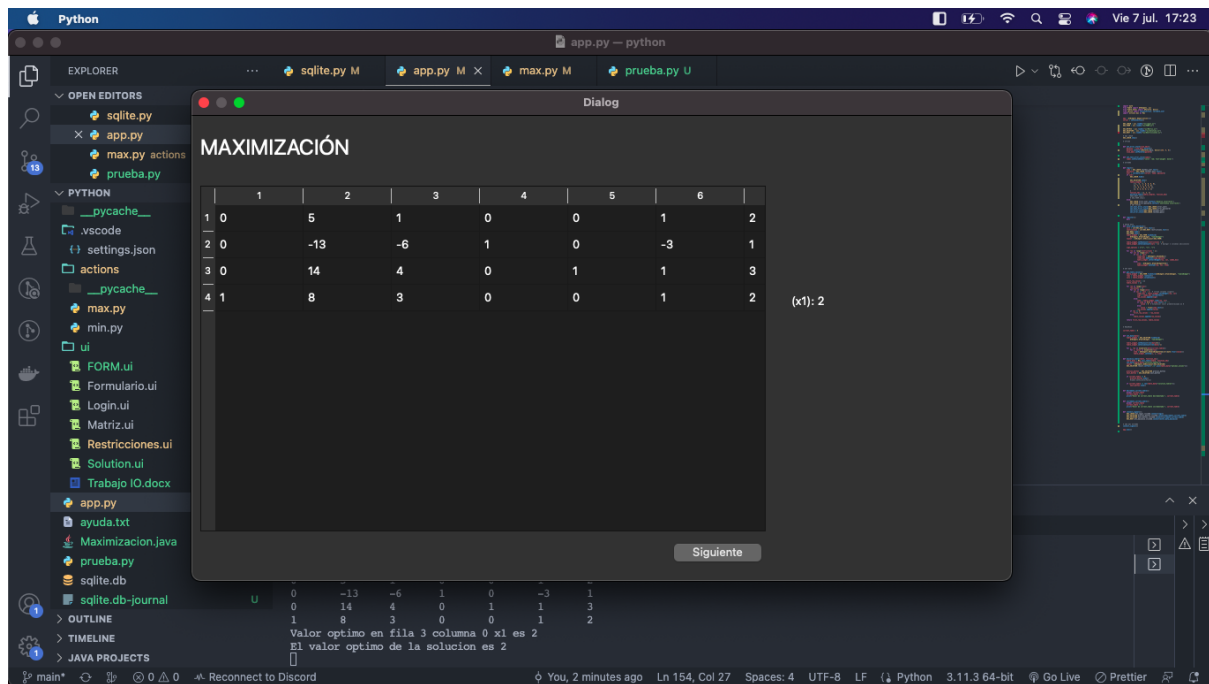 Python
Vie 7 jul. 17:23
app.py — python
EXPLORER
sqlite.py M
app.py M
max.py M
prueba.py U
OPEN EDITORS
sqlite.py
app.py
max.py actions
prueba.py
PYTHON
__pycache__
.vscode
settings.json
actions
__pycache__
max.py
min.py
ui
FORM.ui
Formulario.ui
Login.ui
Matriz.ui
Restricciones.ui
Solution.ui
Trabajo IO.docx
app.py
ayuda.txt
Maximizacion.java
prueba.py
sqlite.db
sqlite.db-journal U
OUTLINE
TIMELINE
JAVA PROJECTS
13
1
1
Dialog
MAXIMIZACIÓN
1 2 3 4 5 6
1 0 5 1 0 0 1 2
2 0 -13 -6 1 0 -3 1
3 0 14 4 0 1 1 3
4 1 8 3 0 0 1 2
(x1): 2
Siguiente
0 -13 -6 1 0 -3 1
0 14 4 0 1 1 3
1 8 3 0 0 1 2
Valor optimo en fila 3 columna 0 x1 es 2
El valor optimo de la solucion es 2
main* 0 0 Reconnect to Discord
You, 2 minutes ago Ln 154, Col 27 Spaces: 4 UTF-8 LF Python 3.11.3 64-bit Go Live Prettier